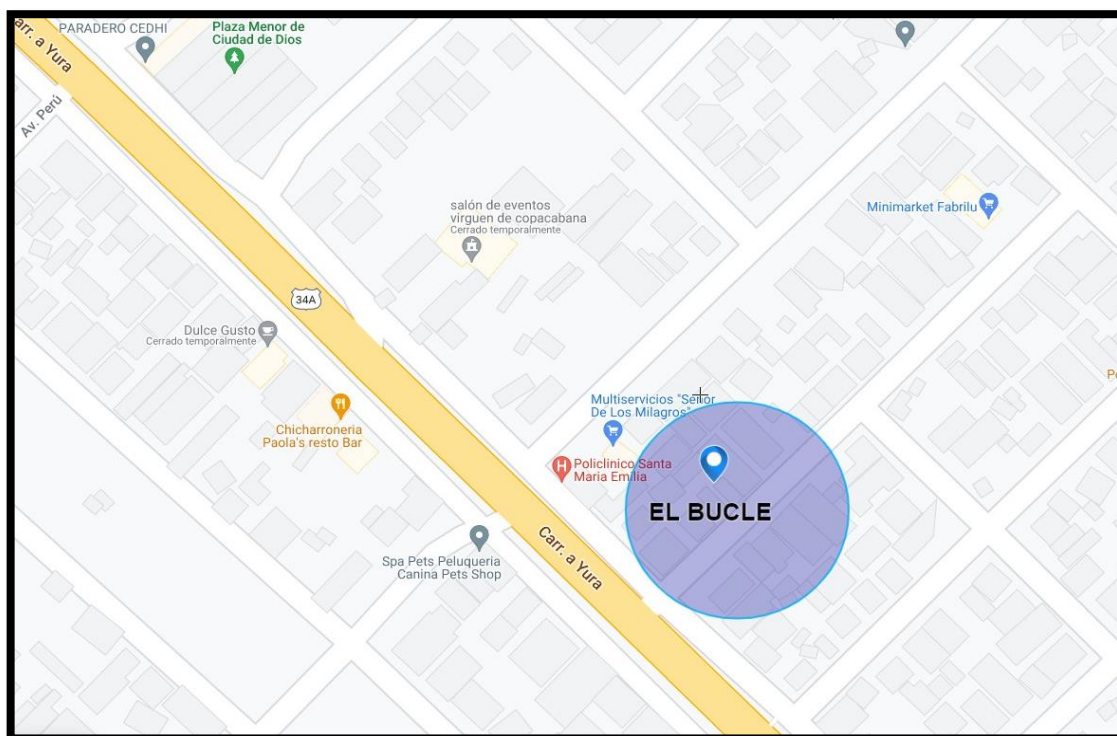 arr. a Yura
PARADERO CEDHI
Plaza Menor de
Ciudad de Dios
Av. Perú
salón de eventos
virguen de copacabana
Cerrado temporalmente
Minimarket Fabrilu
34A
Dulce Gusto
Cerrado temporalmente
Chicharroneria
Paola's resto Bar
Multiservicios "Señor
De Los Milagros"
H
Policlinico Santa
Maria Emilia
EL BUCLE
Spa Pets Peluqueria
Canina Pets Shop
Carr. a Yura